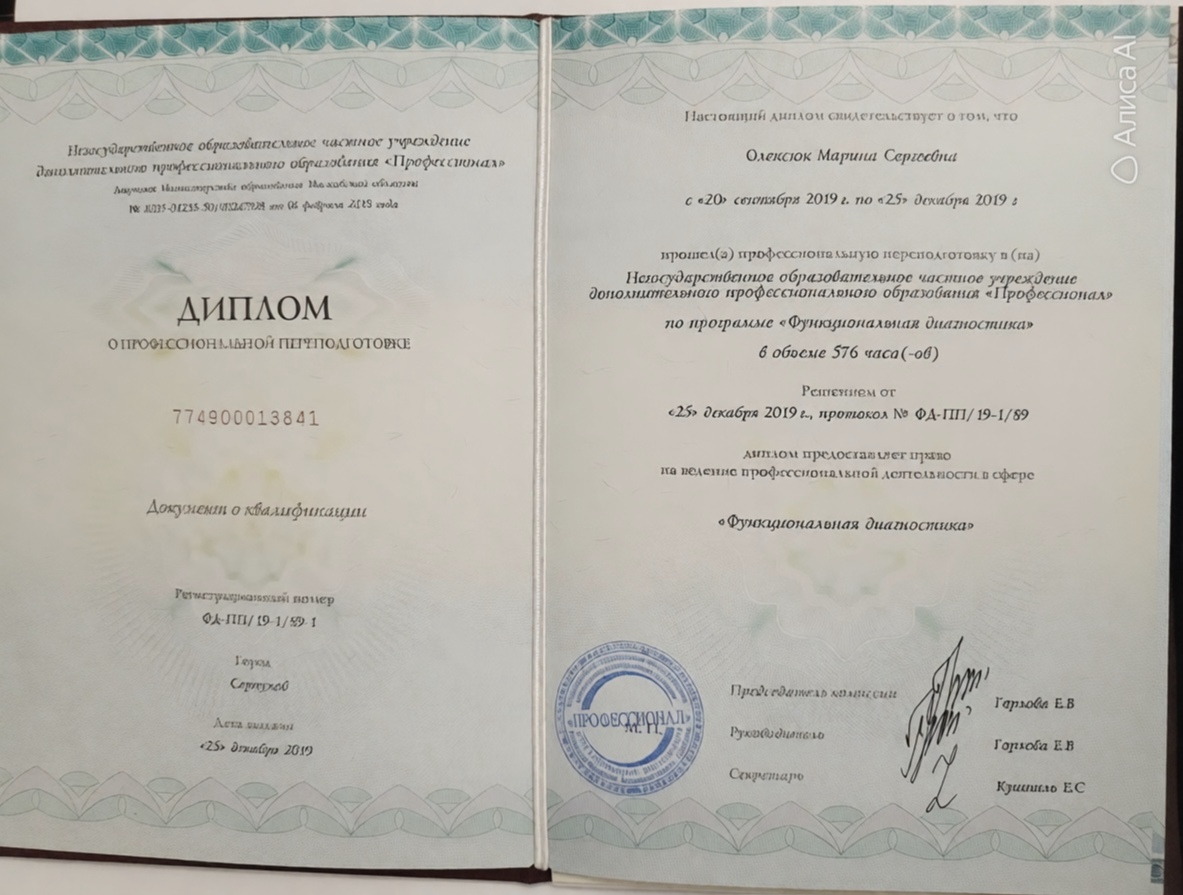 Негосударственное образовательное частное учреждение
дополнительного профессионального образования «Профессионал»
ДИПЛОМ
О ПРОФЕССИОНАЛЬНОЙ ПЕРЕПОДГОТОВКЕ
774900013841
Документ о квалификации
Регистрационный номер
ФД-ПП/19-1/89-1
Город
Серпухов
Дата выдачи
«25» декабря 2019
Настоящий диплом свидетельствует о том, что
Олексюк Марина Сергеевна
с «20» сентября 2019 г. по «25» декабря 2019 г
прошел(а) профессиональную переподготовку в (на)
Негосударственное образовательное частное учреждение
дополнительного профессионального образования «Профессионал»
по программе «Функциональная диагностика»
в объеме 576 часа(-ов)
Решением от
«25» декабря 2019 г., протокол № ФД-ПП/19-1/89
диплом предоставляет право
на ведение профессиональной деятельности в сфере
«Функциональная диагностика»
«ПРОФЕССИОНАЛ»
М. П.
Председатель комиссии
Руководитель
Горлова Е.В
Секретарь
Е С
Алиса AI